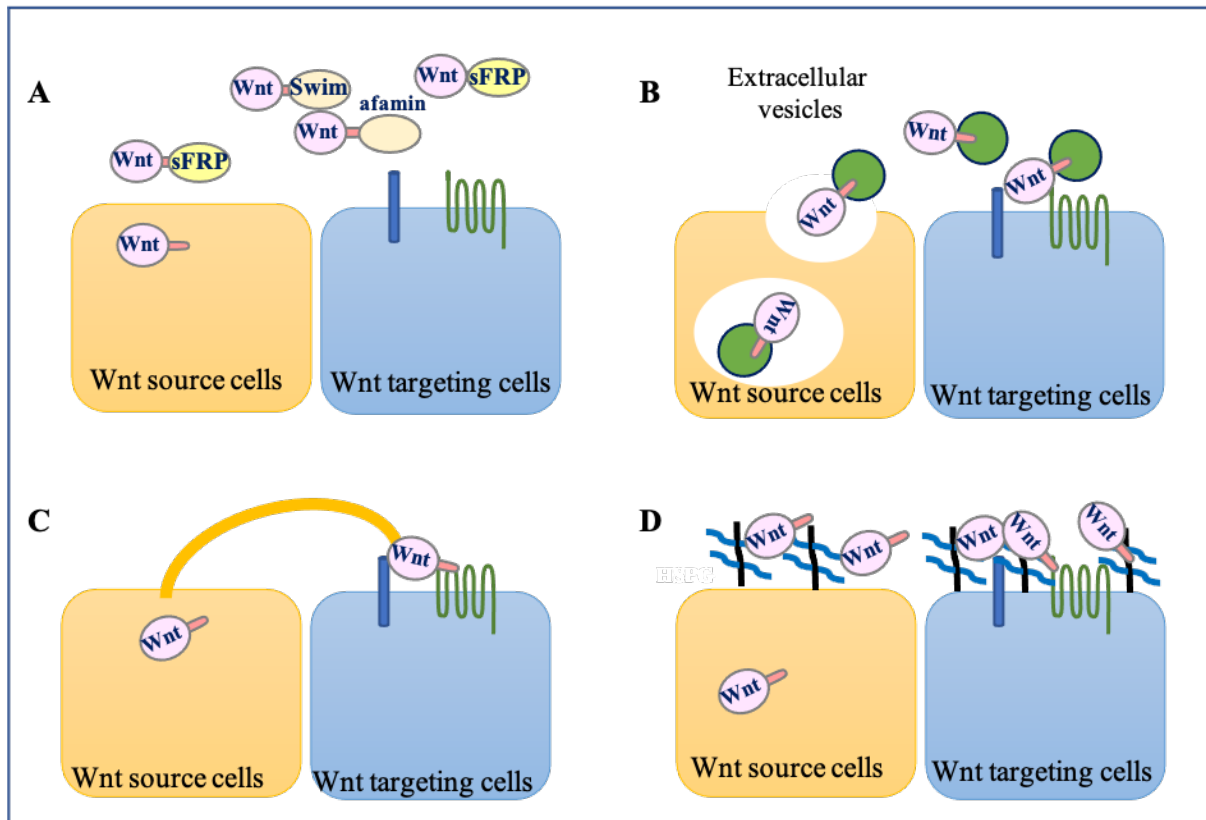 A
Wnt Swim
Wnt sFRP
afamin
Wnt
Wnt sFRP
Wnt
Wnt source cells
Wnt targeting cells
B
Extracellular
vesicles
Wnt
Wnt
Wnt
Wnt
Wnt source cells
Wnt targeting cells
C
Wnt
Wnt
Wnt source cells
Wnt targeting cells
D
Wnt
Wnt
Wnt
Wnt
Wnt
Wnt
Wnt source cells
Wnt targeting cells